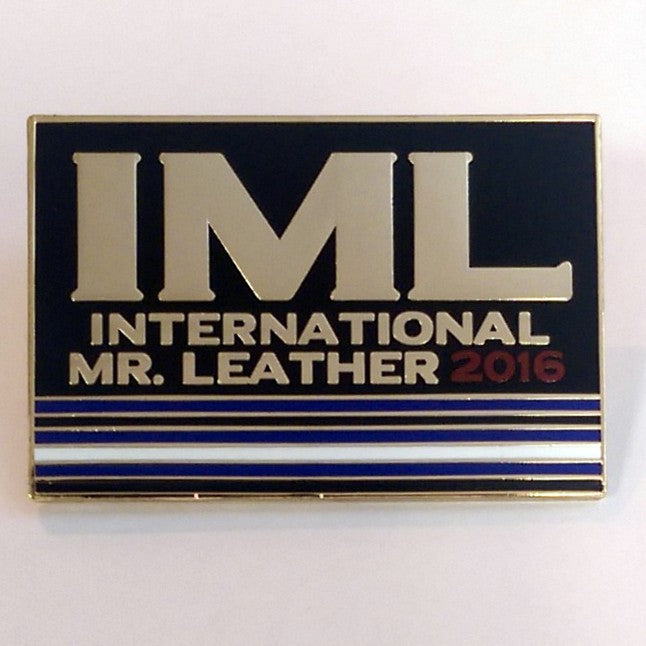 IML
INTERNATIONAL
MR. LEATHER 2016